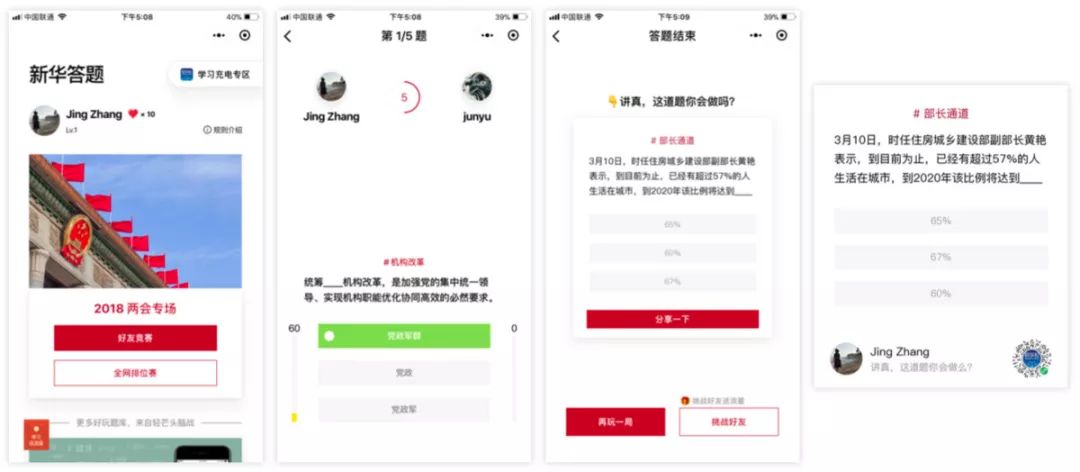 中国联通
下午5:08
40%
新华答题
学习充电专区
Jing Zhang ❤ × 10
Lv.1
规则介绍
2018 两会专场
好友竞赛
全网排位赛
更多好玩题库，来自轻芒头脑战
中国联通
下午5:08
39%
第 1/5 题
5
Jing Zhang
junyu
#机构改革
统筹____机构改革，是加强党的集中统一领
导、实现机构职能优化协同高效的必然要求。
60
0
党政军群
党政
党政军
中国联通
下午5:09
39%
答题结束
👇讲真，这道题你会做吗?
# 部长通道
3月10日，时任住房城乡建设部副部长黄艳
表示，到目前为止，已经有超过57%的人
生活在城市，到2020年该比例将达到____
65%
60%
67%
分享一下
挑战好友送流量
再玩一局
挑战好友
# 部长通道
3月10日，时任住房城乡建设部副部长黄艳
表示，到目前为止，已经有超过57%的人
生活在城市，到2020年该比例将达到____
65%
67%
60%
Jing Zhang
讲真，这道题你会做么?